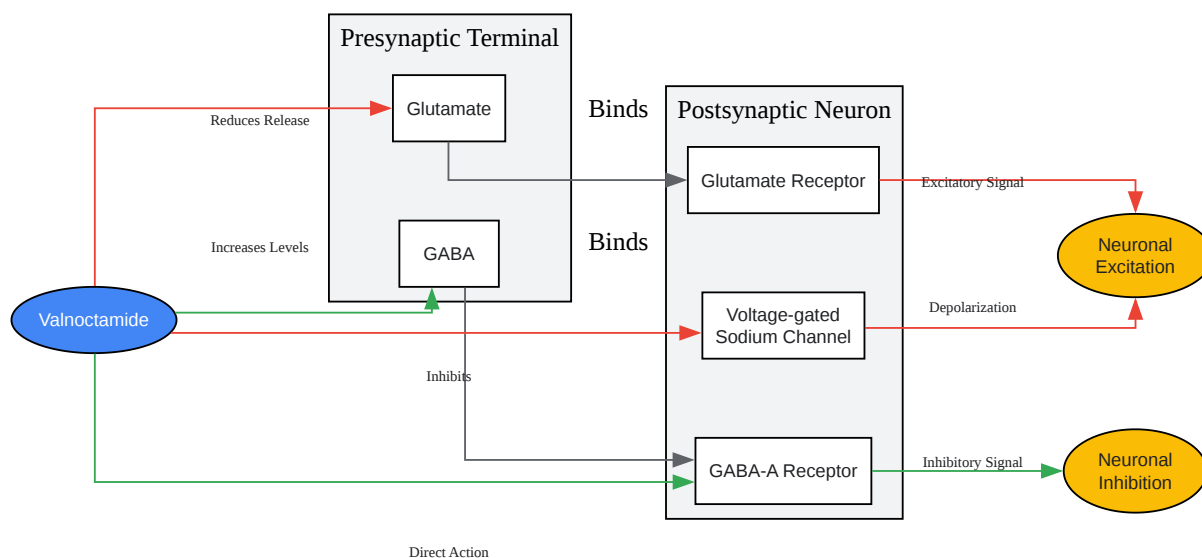 Presynaptic Terminal
Glutamate
Binds
Postsynaptic Neuron
Reduces Release
Glutamate Receptor
Excitatory Signal
Increases Levels
GABA
Binds
Neuronal
Excitation
Valnoctamide
Voltage-gated
Sodium Channel
Depolarization
Inhibits
GABA-A Receptor
Inhibitory Signal
Neuronal
Inhibition
Direct Action